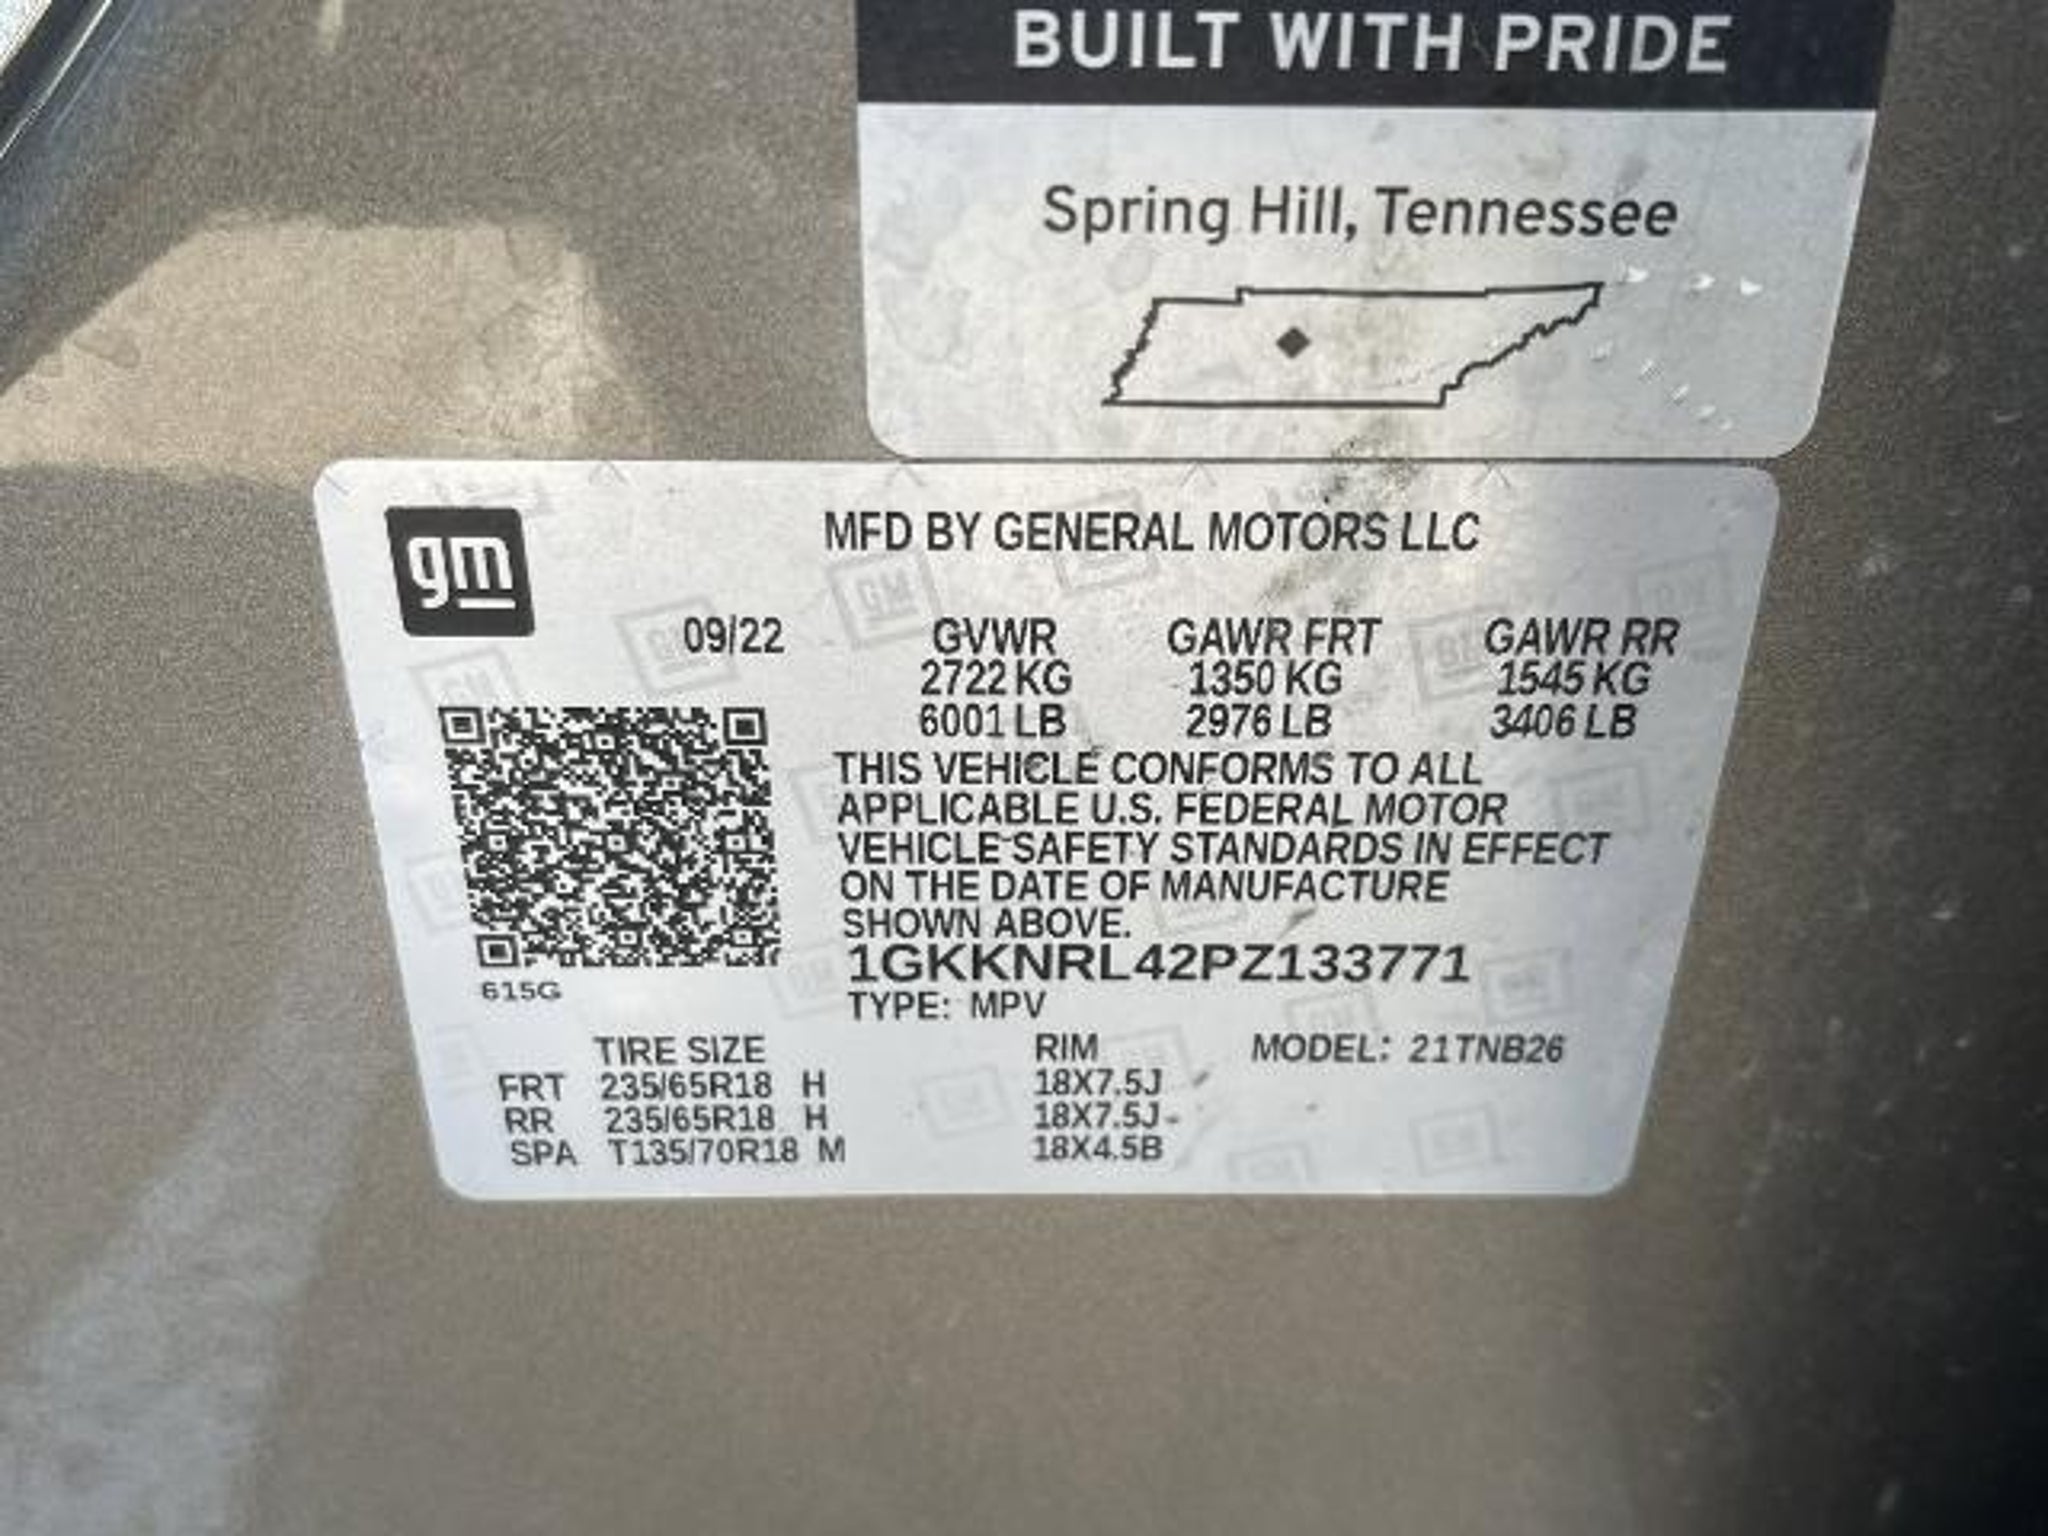 BUILT WITH PRIDE
Spring Hill, Tennessee
gm
MFD BY GENERAL MOTORS LLC
09/22 GVWR GAWR FRT GAWR RR
2722 KG 1350 KG 1545 KG
6001 LB 2976 LB 3406 LB
THIS VEHICLE CONFORMS TO ALL
APPLICABLE U.S. FEDERAL MOTOR
VEHICLE SAFETY STANDARDS IN EFFECT
ON THE DATE OF MANUFACTURE
SHOWN ABOVE.
1GKKNRL42PZ133771
615G
TYPE: MPV
TIRE SIZE RIM MODEL: 21TNB26
FRT 235/65R18 H 18X7.5J
RR 235/65R18 H 18X7.5J
SPA T135/70R18 M 18X4.5B